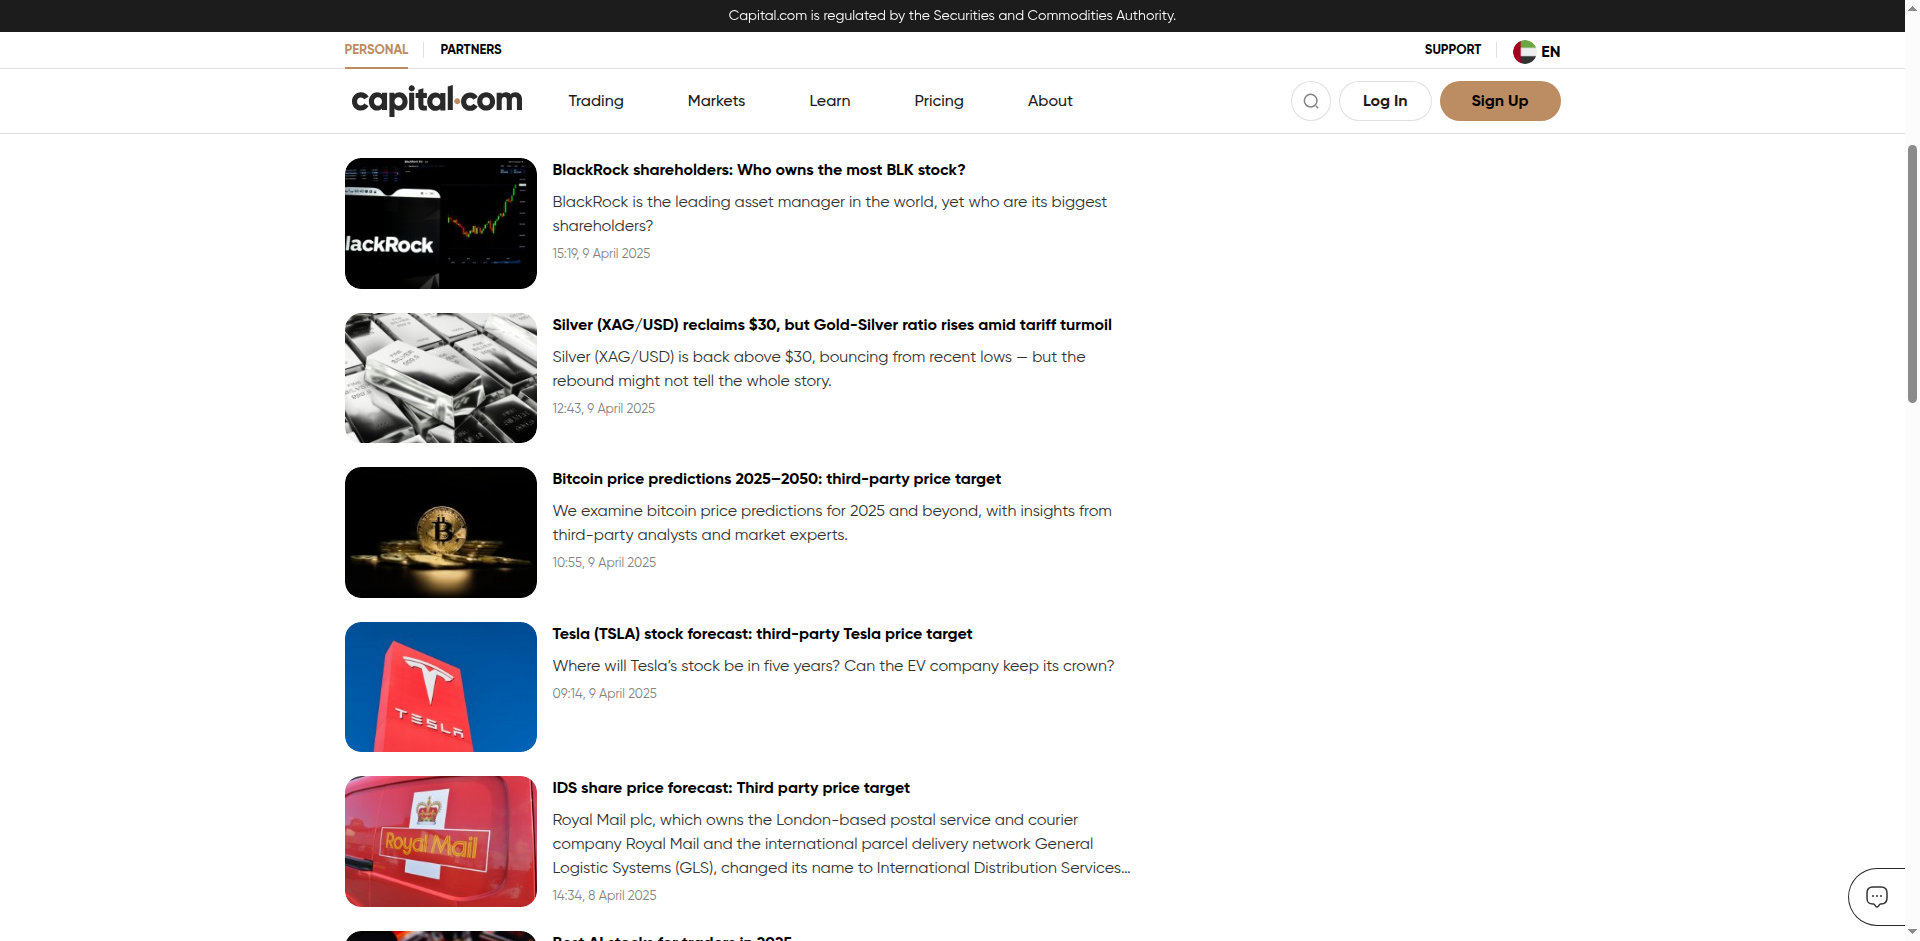 Capital.com is regulated by the Securities and Commodities Authority.
PERSONAL
PARTNERS
SUPPORT
EN
capital.com
Trading
Markets
Learn
Pricing
About
Log In
Sign Up
lackRock
BlackRock shareholders: Who owns the most BLK stock?
BlackRock is the leading asset manager in the world, yet who are its biggest
shareholders?
15:19, 9 April 2025
Silver (XAG/USD) reclaims $30, but Gold-Silver ratio rises amid tariff turmoil
Silver (XAG/USD) is back above $30, bouncing from recent lows — but the
rebound might not tell the whole story.
12:43, 9 April 2025
Bitcoin price predictions 2025–2050: third-party price target
We examine bitcoin price predictions for 2025 and beyond, with insights from
third-party analysts and market experts.
10:55, 9 April 2025
TESLA
Tesla (TSLA) stock forecast: third-party Tesla price target
Where will Tesla’s stock be in five years? Can the EV company keep its crown?
09:14, 9 April 2025
Royal Mail
IDS share price forecast: Third party price target
Royal Mail plc, which owns the London-based postal service and courier
company Royal Mail and the international parcel delivery network General
Logistic Systems (GLS), changed its name to International Distribution Services...
14:34, 8 April 2025
Best AI stocks for traders in 2025